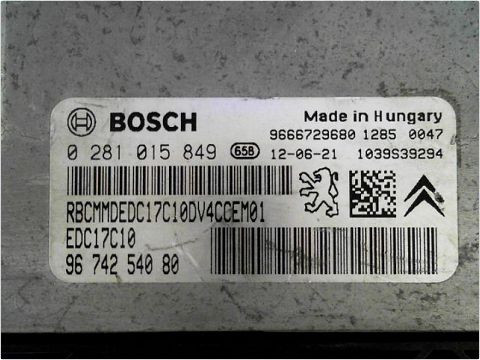 BOSCH
Made in Hungary
9666729680 1285 0047
0 281 015 849 65B 12-06-21 1039S39294
RBCMMDEDC17C10DV4CCEM01
EDC17C10
96 742 540 80